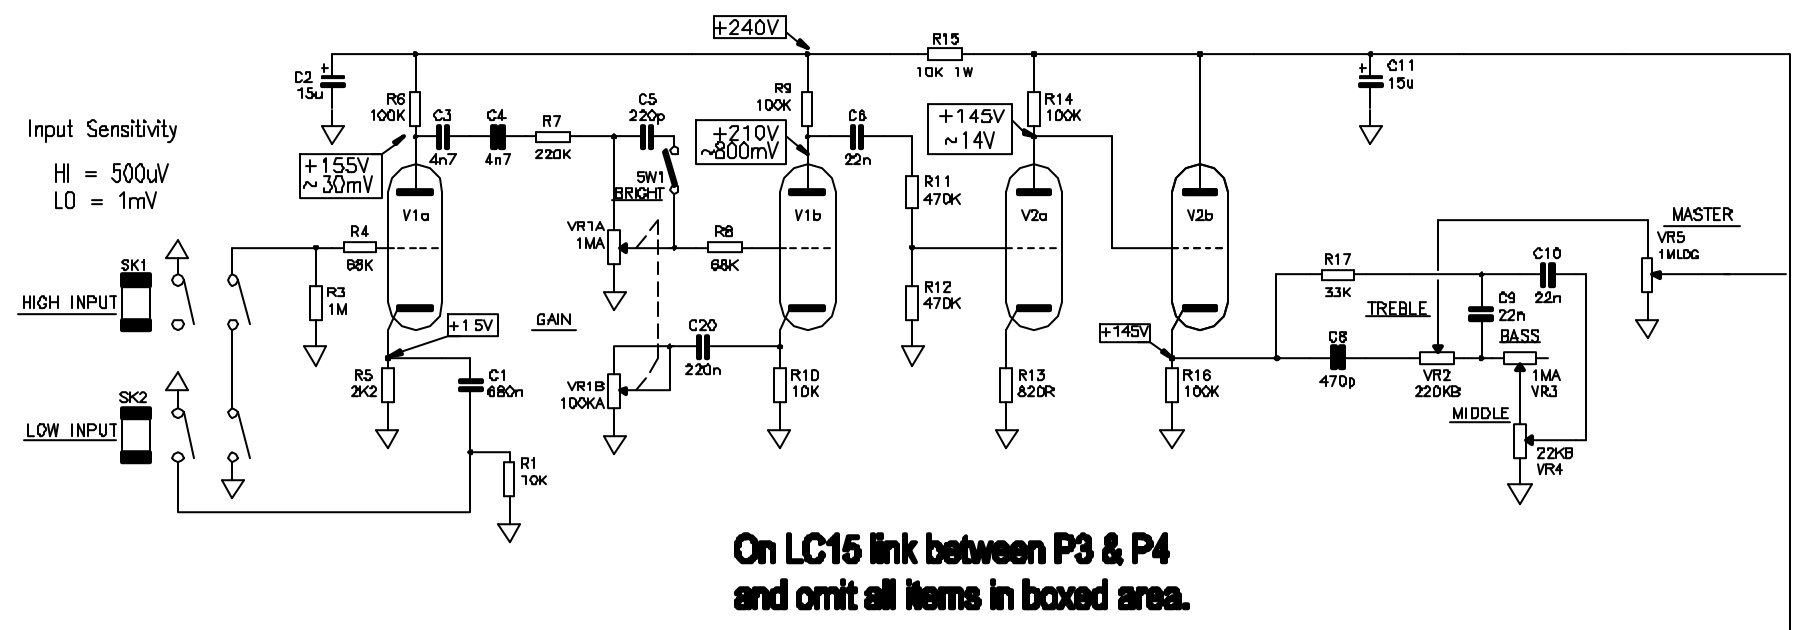 +240V
R15
10K 1W
C2
15u
R6
100K
C3
4n7
C4
4n7
R7
220K
C5
220p
R9
100K
C6
22n
R14
100K
C11
15u
Input Sensitivity
HI = 500uV
LO = 1mV
+155V
~30mV
+210V
~800mV
+145V
~14V
SW1
BRIGHT
R11
470K
V1a
V1b
V2a
V2b
MASTER
VR5
1MLOG
R4
68K
VR1A
1MA
R8
68K
SK1
HIGH INPUT
R3
1M
+1 5V
GAIN
C20
220n
R12
470K
+145V
R17
33K
C10
22n
C9
22n
TREBLE
BASS
R5
2K2
C1
680n
VR1B
100KA
R10
10K
R13
820R
R16
100K
C8
470p
VR2
220KB
1MA
VR3
SK2
LOW INPUT
MIDDLE
22KB
VR4
R1
10K
On LC15 link between P3 & P4
and omit all items in boxed area.